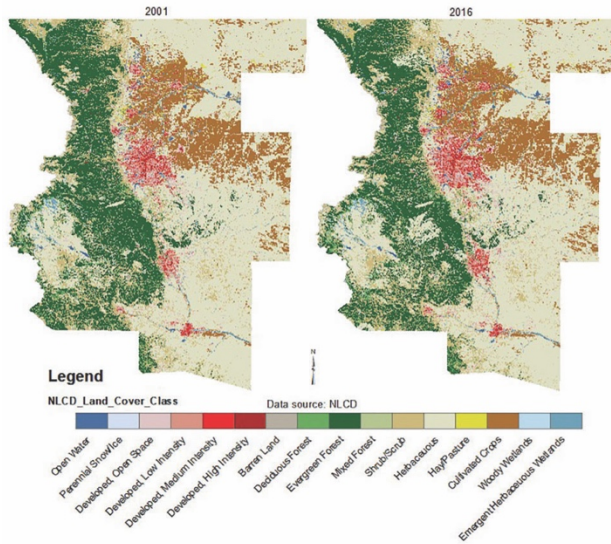 2001
2016
N
Legend
NLCD_Land_Cover_Class
Data source: NLCD
Open Water
Perennial Snow/Ice
Developed, Open Space
Developed, Low Intensity
Developed, Medium Intensity
Developed, High Intensity
Barren Land
Deciduous Forest
Evergreen Forest
Mixed Forest
Shrub/Scrub
Herbacauous
Hay/Pasture
Cultivated Crops
Woody Wetlands
Emergent Herbaceuous Wetlands